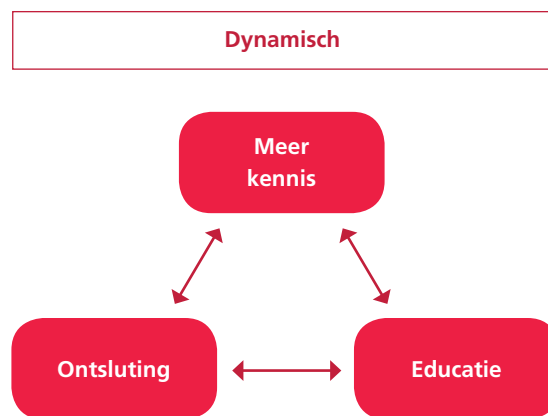 Dynamisch
Meer
kennis
Ontsluting
Educatie